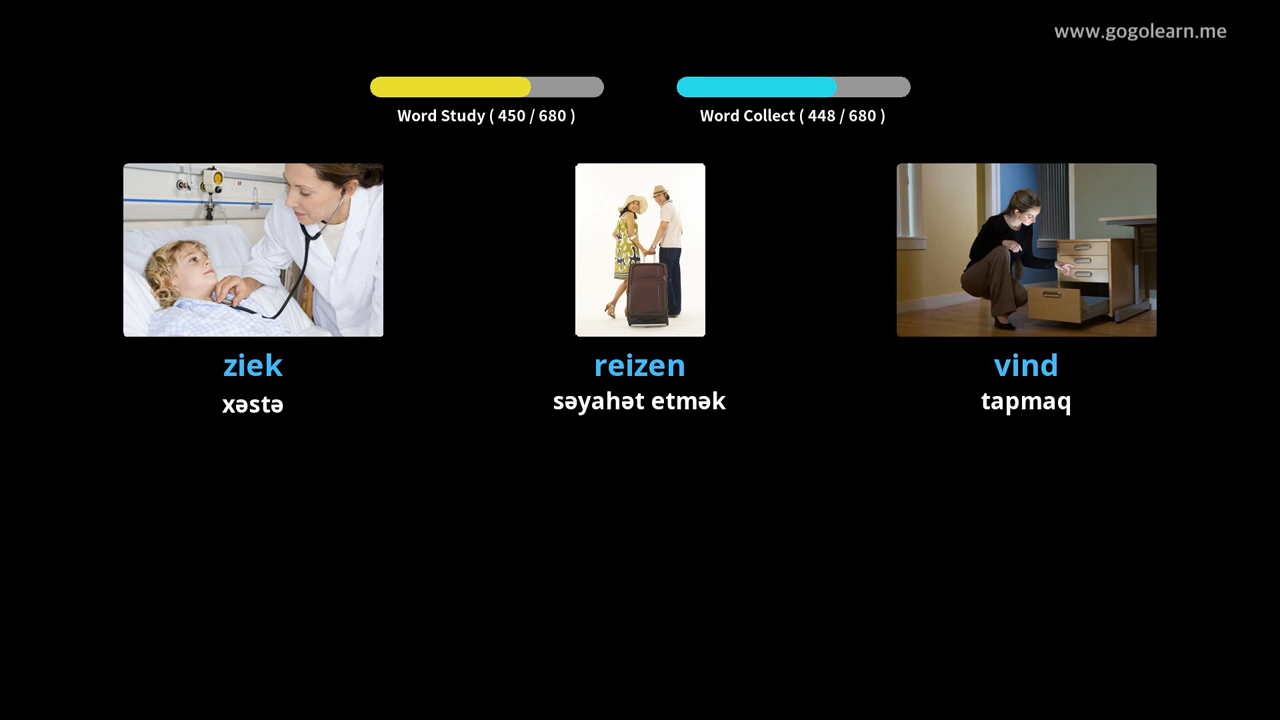 www.gogolearn.me
Word Study ( 450 / 680 )
Word Collect ( 448 / 680 )
ziek
xəstə
reizen
səyahət etmək
vind
tapmaq